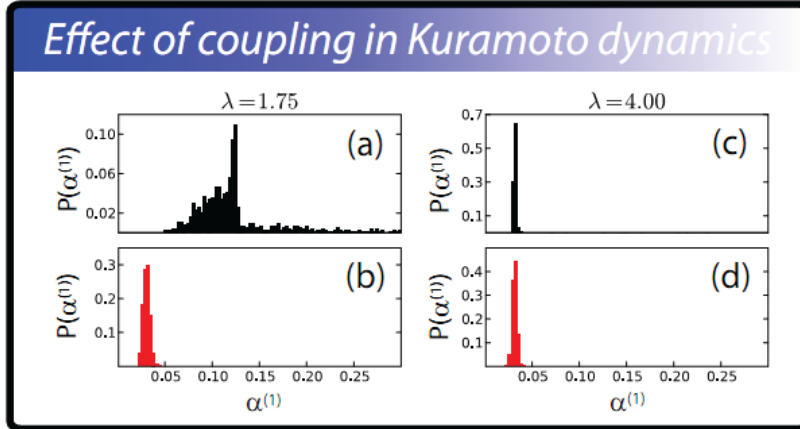 Effect of coupling in Kuramoto dynamics
λ=1.75
λ=4.00
P(α⁽¹⁾)
0.10
0.06
0.02
(a)
P(α⁽¹⁾)
0.7
0.5
0.3
0.1
(c)
P(α⁽¹⁾)
0.3
0.2
0.1
(b)
P(α⁽¹⁾)
0.4
0.3
0.2
0.1
(d)
0.05 0.10 0.15 0.20 0.25
0.05 0.10 0.15 0.20 0.25
α⁽¹⁾
α⁽¹⁾